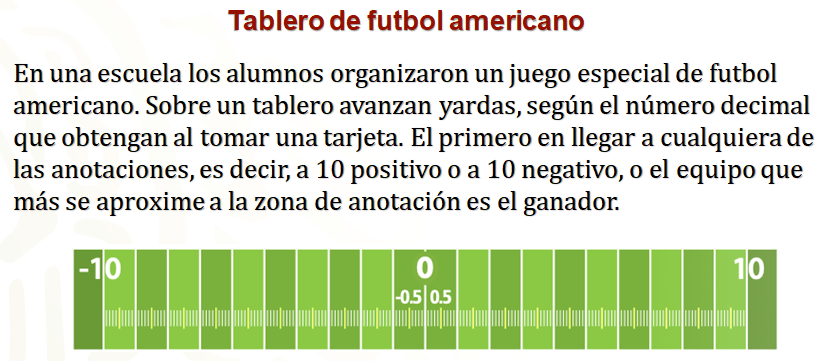 Tablero de futbol americano
En una escuela los alumnos organizaron un juego especial de futbol
americano. Sobre un tablero avanzan yardas, según el número decimal
que obtengan al tomar una tarjeta. El primero en llegar a cualquiera de
las anotaciones, es decir, a 10 positivo o a 10 negativo, o el equipo que
más se aproxime a la zona de anotación es el ganador.
-10 0 10
-0.5 0.5